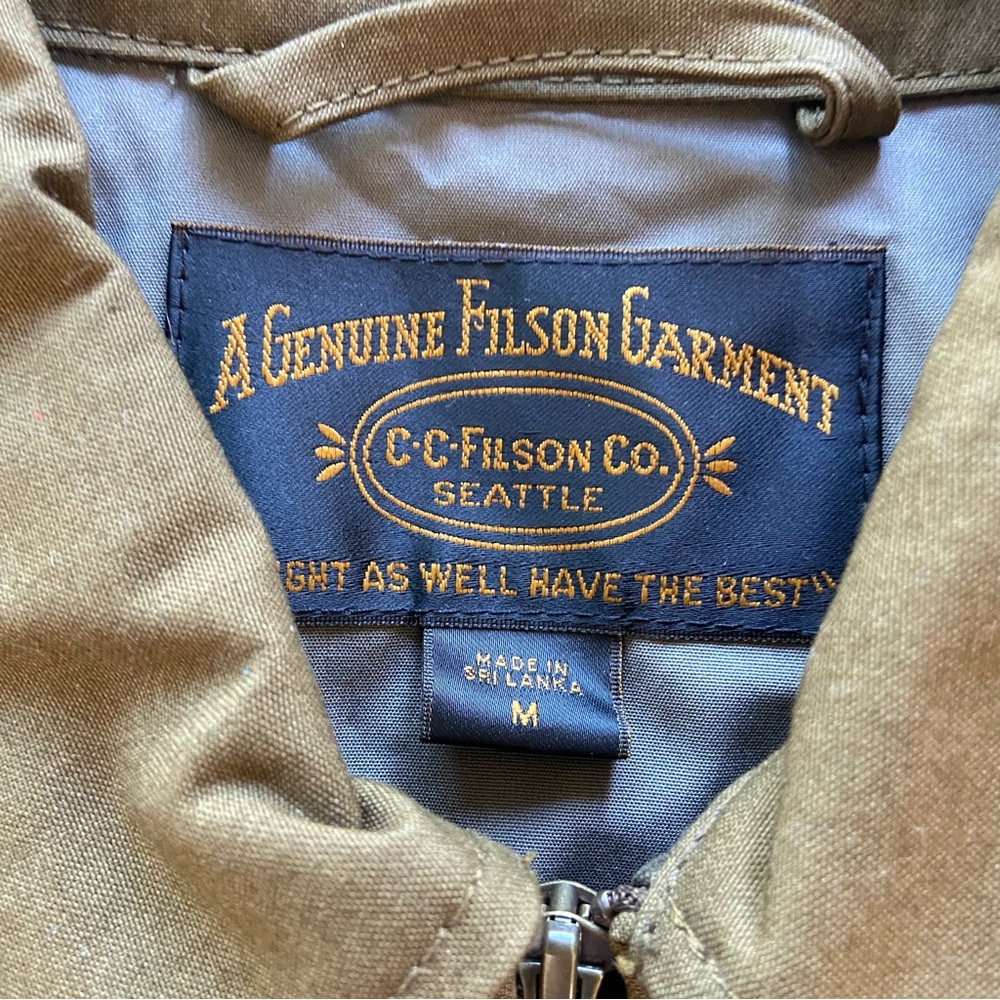 A GENUINE FILSON GARMENT
C·C·FILSON CO.
SEATTLE
GHT AS WELL HAVE THE BEST"
MADE IN
SRI LANKA
M